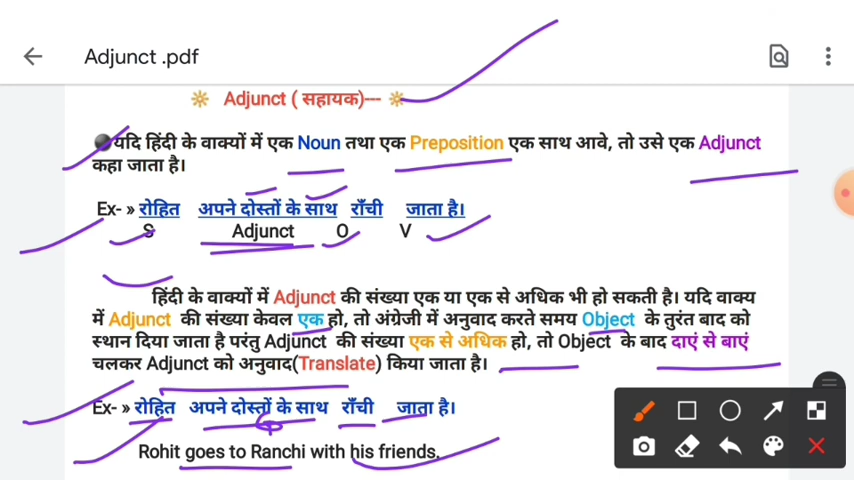 Adjunct .pdf
Adjunct ( सहायक)---
यदि हिंदी के वाक्यों में एक Noun तथा एक Preposition एक साथ आवे, तो उसे एक Adjunct
कहा जाता है।
Ex- » रोहित अपने दोस्तों के साथ राँची जाता है।
S Adjunct O V
हिंदी के वाक्यों में Adjunct की संख्या एक या एक से अधिक भी हो सकती है। यदि वाक्य
में Adjunct की संख्या केवल एक हो, तो अंग्रेजी में अनुवाद करते समय Object के तुरंत बाद को
स्थान दिया जाता है परंतु Adjunct की संख्या एक से अधिक हो, तो Object के बाद दाएं से बाएं
चलकर Adjunct को अनुवाद(Translate) किया जाता है।
Ex- » रोहित अपने दोस्तों के साथ राँची जाता है।
Rohit goes to Ranchi with his friends.